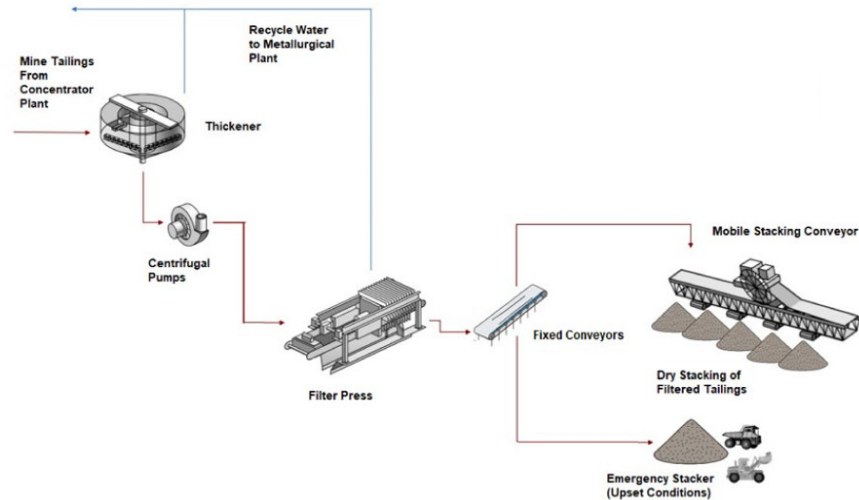 Recycle Water
to Metallurgical
Plant
Mine Tailings
From
Concentrator
Plant
Thickener
Centrifugal
Pumps
Mobile Stacking Conveyor
Fixed Conveyors
Filter Press
Dry Stacking of
Filtered Tailings
Emergency Stacker
(Upset Conditions)